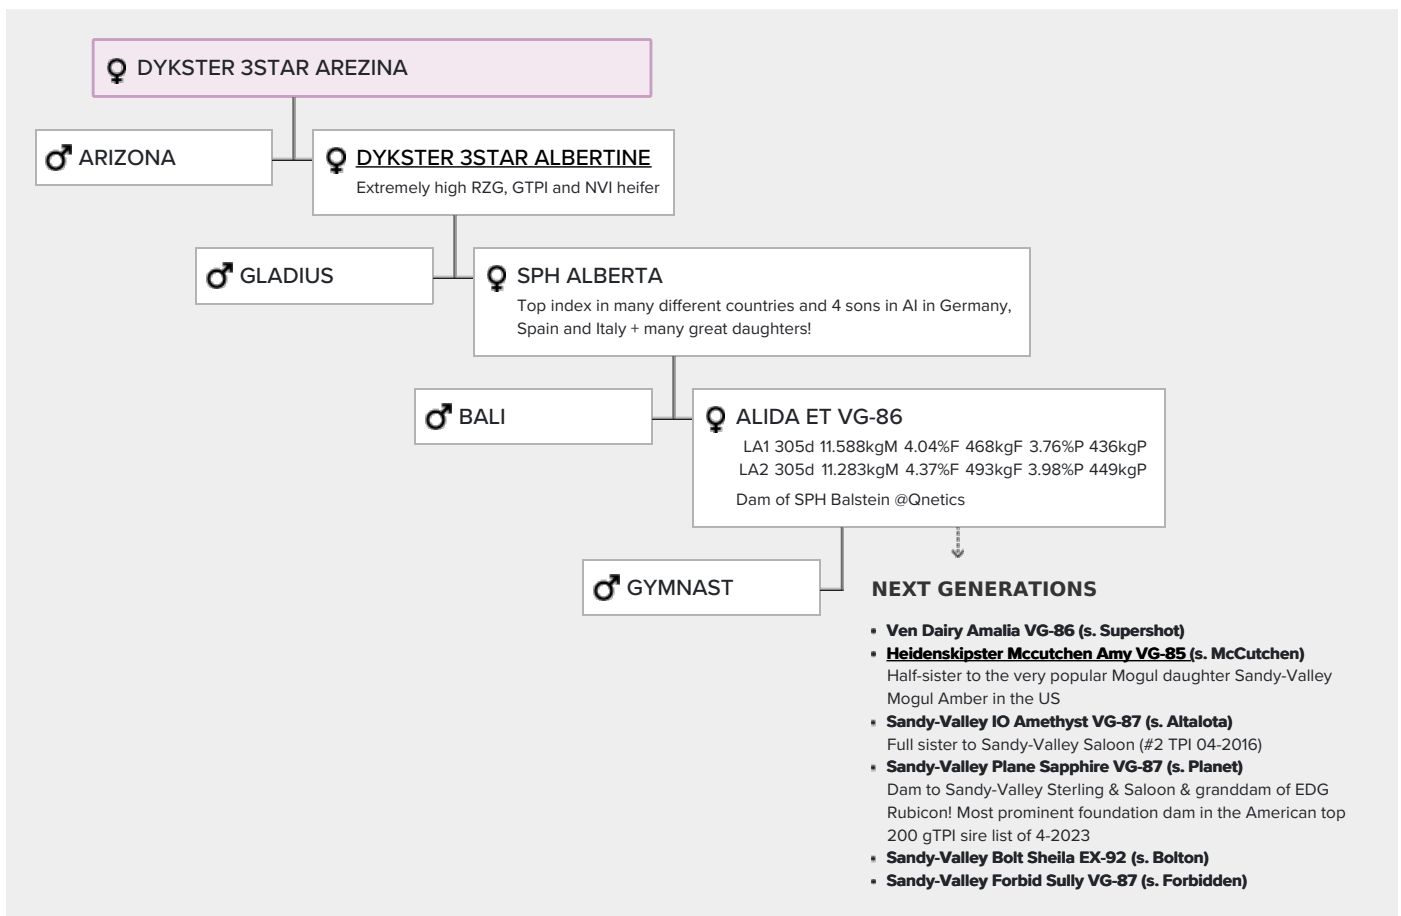 DYKSTER 3STAR AREZINA
ARIZONA
DYKSTER 3STAR ALBERTINE
Extremely high RZG, GTPI and NVI heifer
GLADIUS
SPH ALBERTA
Top index in many different countries and 4 sons in AI in Germany,
Spain and Italy + many great daughters!
BALI
ALIDA ET VG-86
LA1 305d 11.588kgM 4.04%F 468kgF 3.76%P 436kgP
LA2 305d 11.283kgM 4.37%F 493kgF 3.98%P 449kgP
Dam of SPH Balstein @Qnetics
GYMNAST
NEXT GENERATIONS
Ven Dairy Amalia VG-86 (s. Supershot)
Heidenskipster Mccutchen Amy VG-85 (s. McCutchen)
Half-sister to the very popular Mogul daughter Sandy-Valley
Mogul Amber in the US
Sandy-Valley IO Amethyst VG-87 (s. AltaIota)
Full sister to Sandy-Valley Saloon (#2 TPI 04-2016)
Sandy-Valley Plane Sapphire VG-87 (s. Planet)
Dam to Sandy-Valley Sterling & Saloon & granddam of EDG
Rubicon! Most prominent foundation dam in the American top
200 gTPI sire list of 4-2023
Sandy-Valley Bolt Sheila EX-92 (s. Bolton)
Sandy-Valley Forbid Sully VG-87 (s. Forbidden)